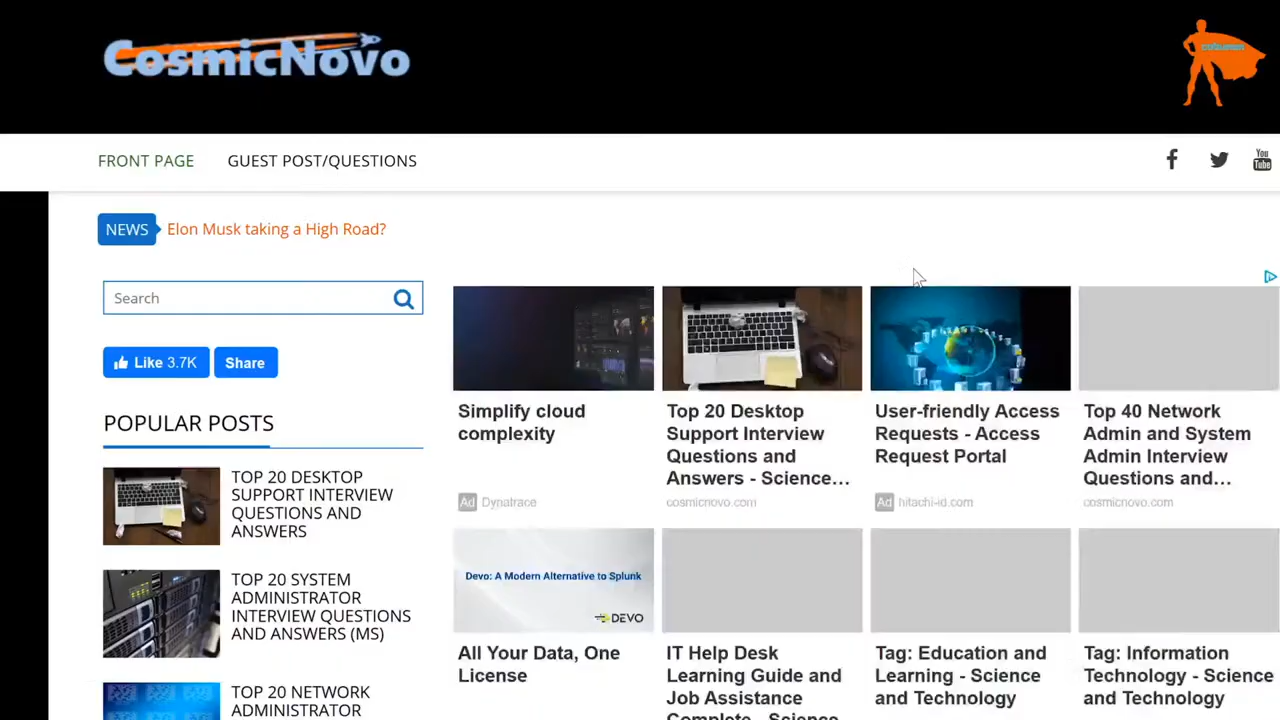 CosmicNovo
FRONT PAGE
GUEST POST/QUESTIONS
You
Tube
NEWS
Elon Musk taking a High Road?
Search
Like 3.7K
Share
POPULAR POSTS
TOP 20 DESKTOP
SUPPORT INTERVIEW
QUESTIONS AND
ANSWERS
TOP 20 SYSTEM
ADMINISTRATOR
INTERVIEW QUESTIONS
AND ANSWERS (MS)
TOP 20 NETWORK
ADMINISTRATOR
Simplify cloud
complexity
Ad Dynatrace
Top 20 Desktop
Support Interview
Questions and
Answers - Science...
cosmicnovo.com
User-friendly Access
Requests - Access
Request Portal
Ad hitachi-id.com
Top 40 Network
Admin and System
Admin Interview
Questions and...
cosmicnovo.com
Devo: A Modern Alternative to Splunk
DEVO
All Your Data, One
License
IT Help Desk
Learning Guide and
Job Assistance
Complete - Science
Tag: Education and
Learning - Science
and Technology
Tag: Information
Technology - Science
and Technology